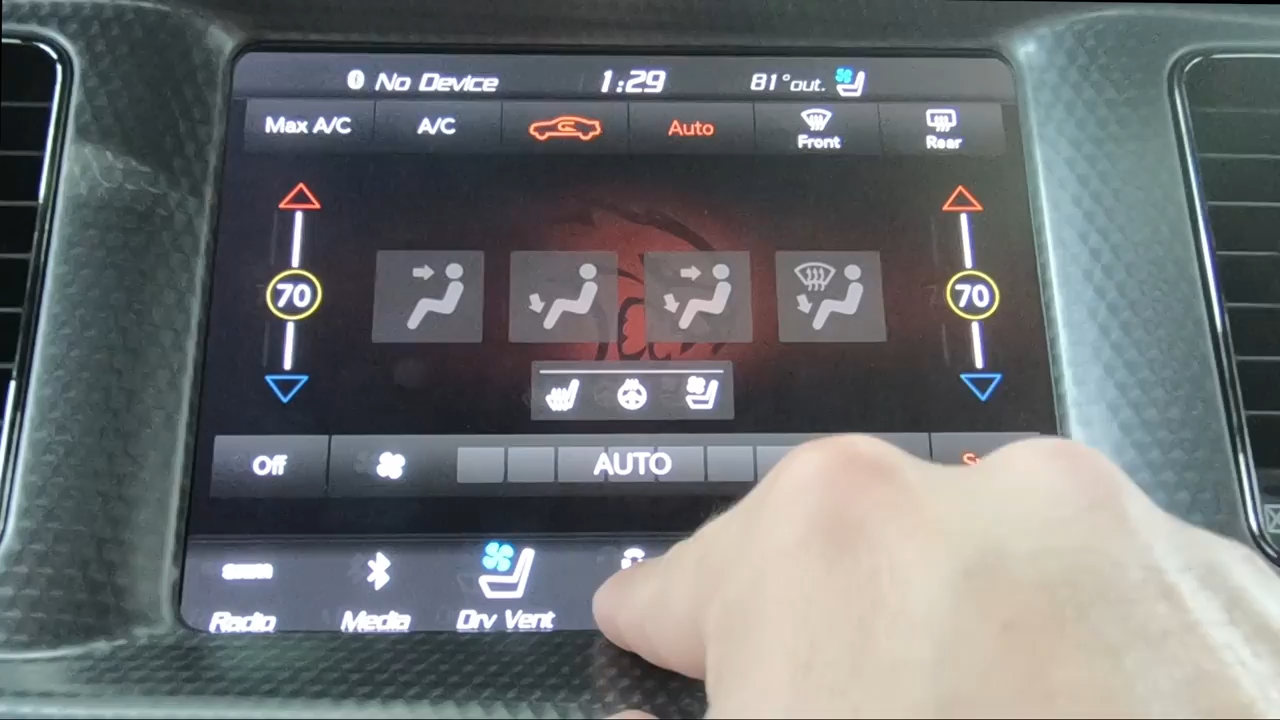 No Device 1:29 81°out.
Max A/C A/C Auto Front Rear
70 70
Off AUTO
Radio Media Drv Vent